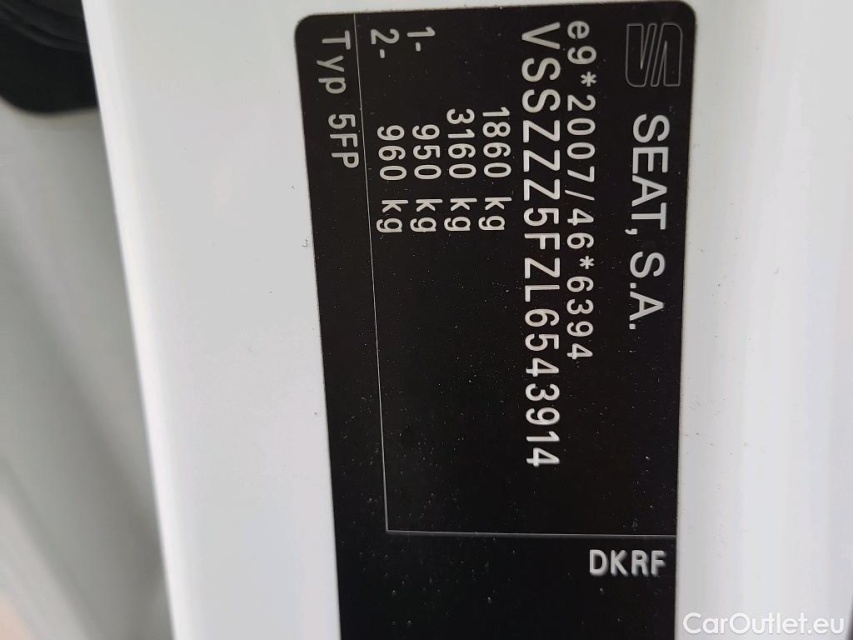 SEAT, S.A.
e9*2007/46*6394
VSSZZZ5FZL6543914
1860 kg
3160 kg
1- 950 kg
2- 960 kg
Typ 5FP
DKRF
CarOutlet.eu